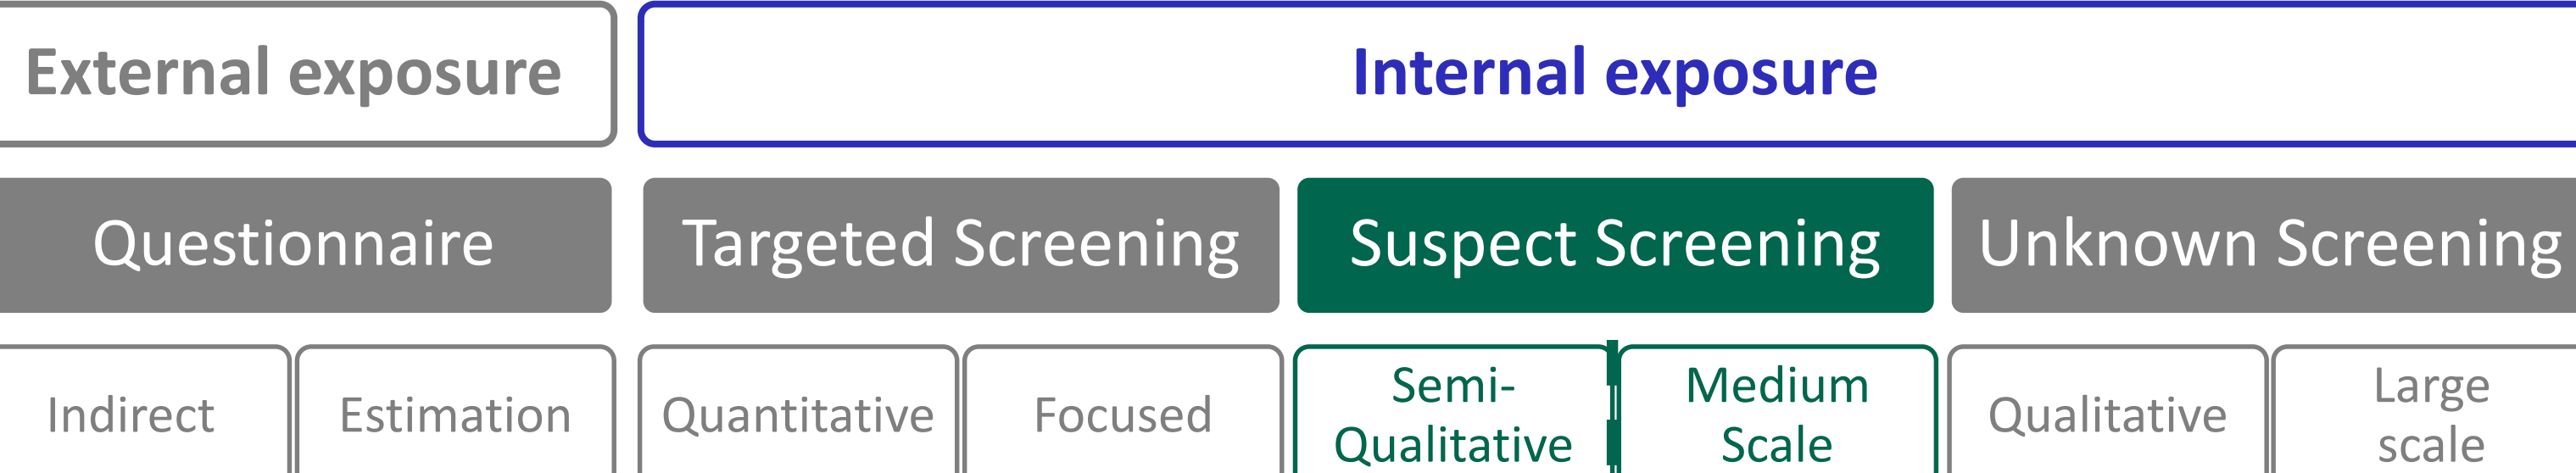 External exposure
Internal exposure
Questionnaire
Targeted Screening
Suspect Screening
Unknown Screening
Indirect
Estimation
Quantitative
Focused
Semi-
Qualitative
Medium
Scale
Qualitative
Large
scale